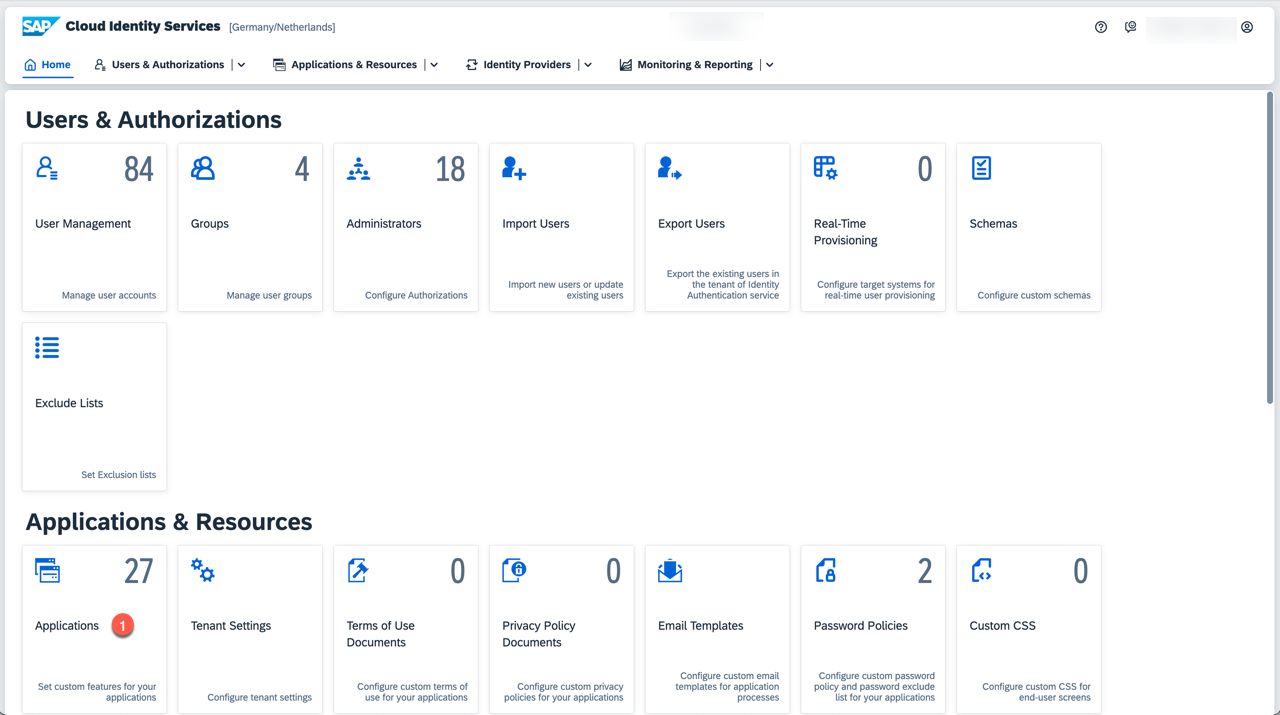 SAP Cloud Identity Services [Germany/Netherlands]
Home Users & Authorizations Applications & Resources Identity Providers Monitoring & Reporting
Users & Authorizations
84
User Management
Manage user accounts
4
Groups
Manage user groups
18
Administrators
Configure Authorizations
Import Users
Import new users or update
existing users
Export Users
Export the existing users in
the tenant of Identity
Authentication service
0
Real-Time
Provisioning
Configure target systems for
real-time user provisioning
Schemas
Configure custom schemas
Exclude Lists
Set Exclusion lists
Applications & Resources
27
Applications 1
Set custom features for your
applications
Tenant Settings
Configure tenant settings
0
Terms of Use
Documents
Configure custom terms of
use for your applications
0
Privacy Policy
Documents
Configure custom privacy
policies for your applications
Email Templates
Configure custom email
templates for application
processes
2
Password Policies
Configure custom password
policy and password exclude
list for your applications
0
Custom CSS
Configure custom CSS for
end-user screens